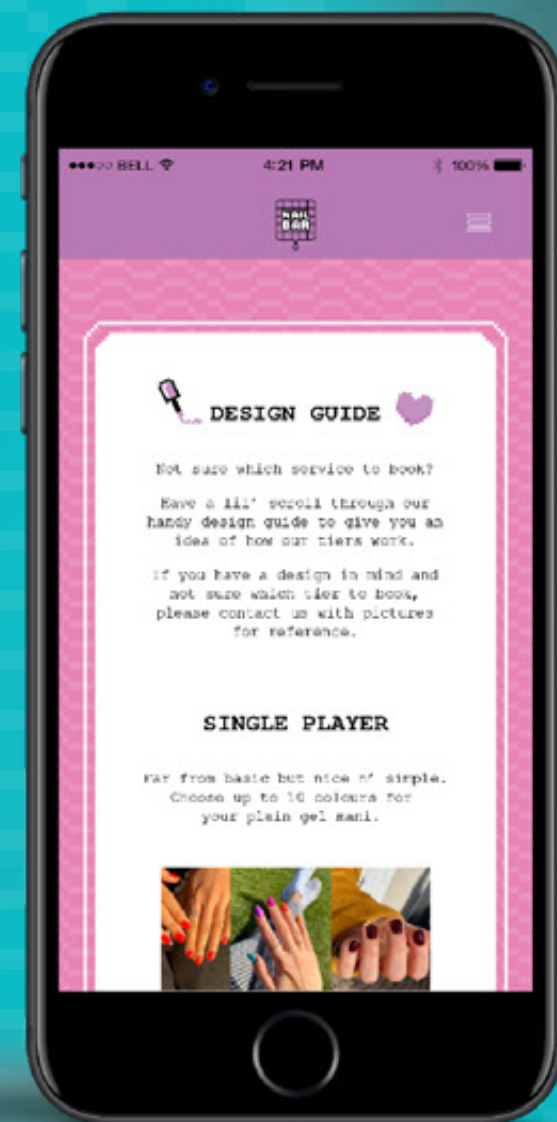 BELL 4:21 PM 100%
NAIL
BAR
DESIGN GUIDE
Not sure which service to book?
Have a lil' scroll through our
handy design guide to give you an
idea of how our tiers work.
If you have a design in mind and
not sure which tier to book,
please contact us with pictures
for reference.
SINGLE PLAYER
Far from basic but nice n' simple.
Choose up to 10 colours for
your plain gel mani.